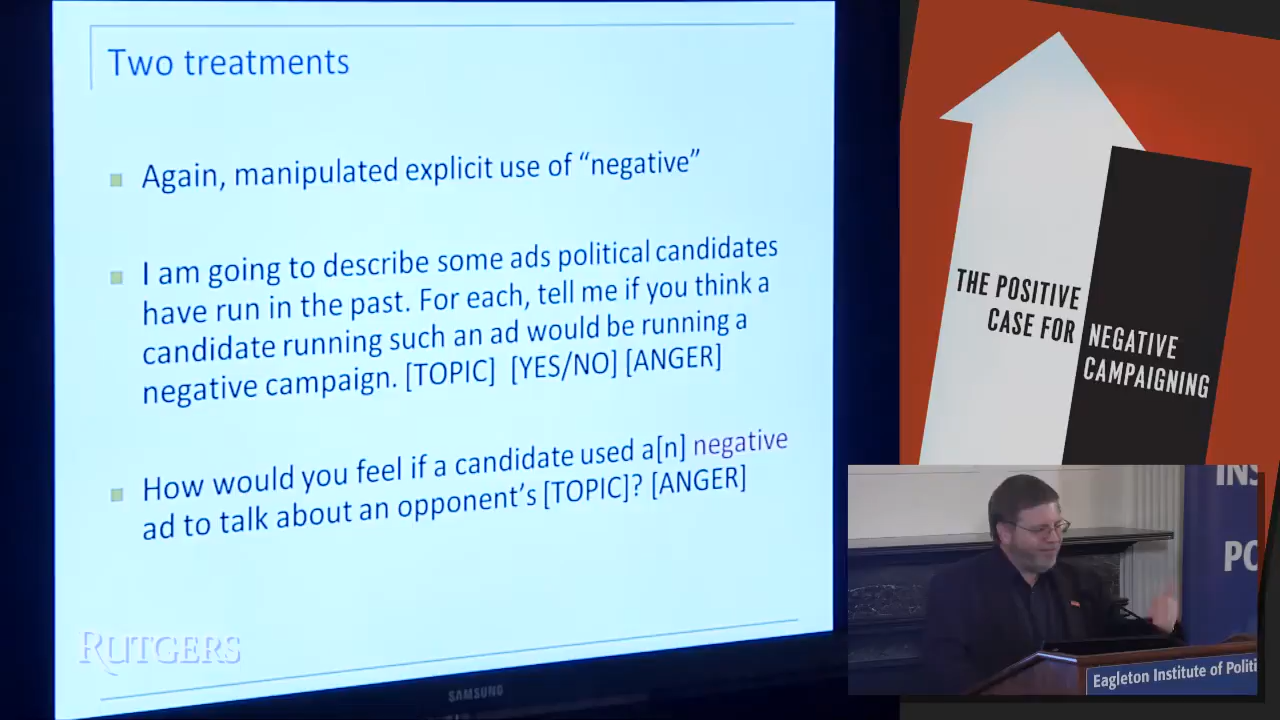 Two treatments
Again, manipulated explicit use of “negative”
I am going to describe some ads political candidates
have run in the past. For each, tell me if you think a
candidate running such an ad would be running a
negative campaign. [TOPIC] [YES/NO] [ANGER]
How would you feel if a candidate used a[n] negative
ad to talk about an opponent’s [TOPIC]? [ANGER]
RUTGERS
SAMSUNG
THE POSITIVE
CASE FOR
NEGATIVE
CAMPAIGNING
INS
PO
Eagleton Institute of Politi